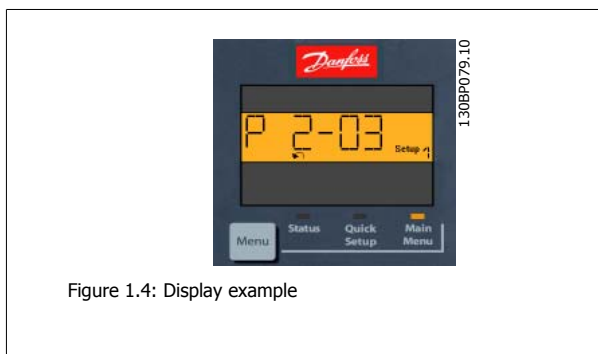 Danfoss
130BP079.10
P 2-03
Setup 1
Status
Quick Setup
Main Menu
Menu
Figure 1.4: Display example